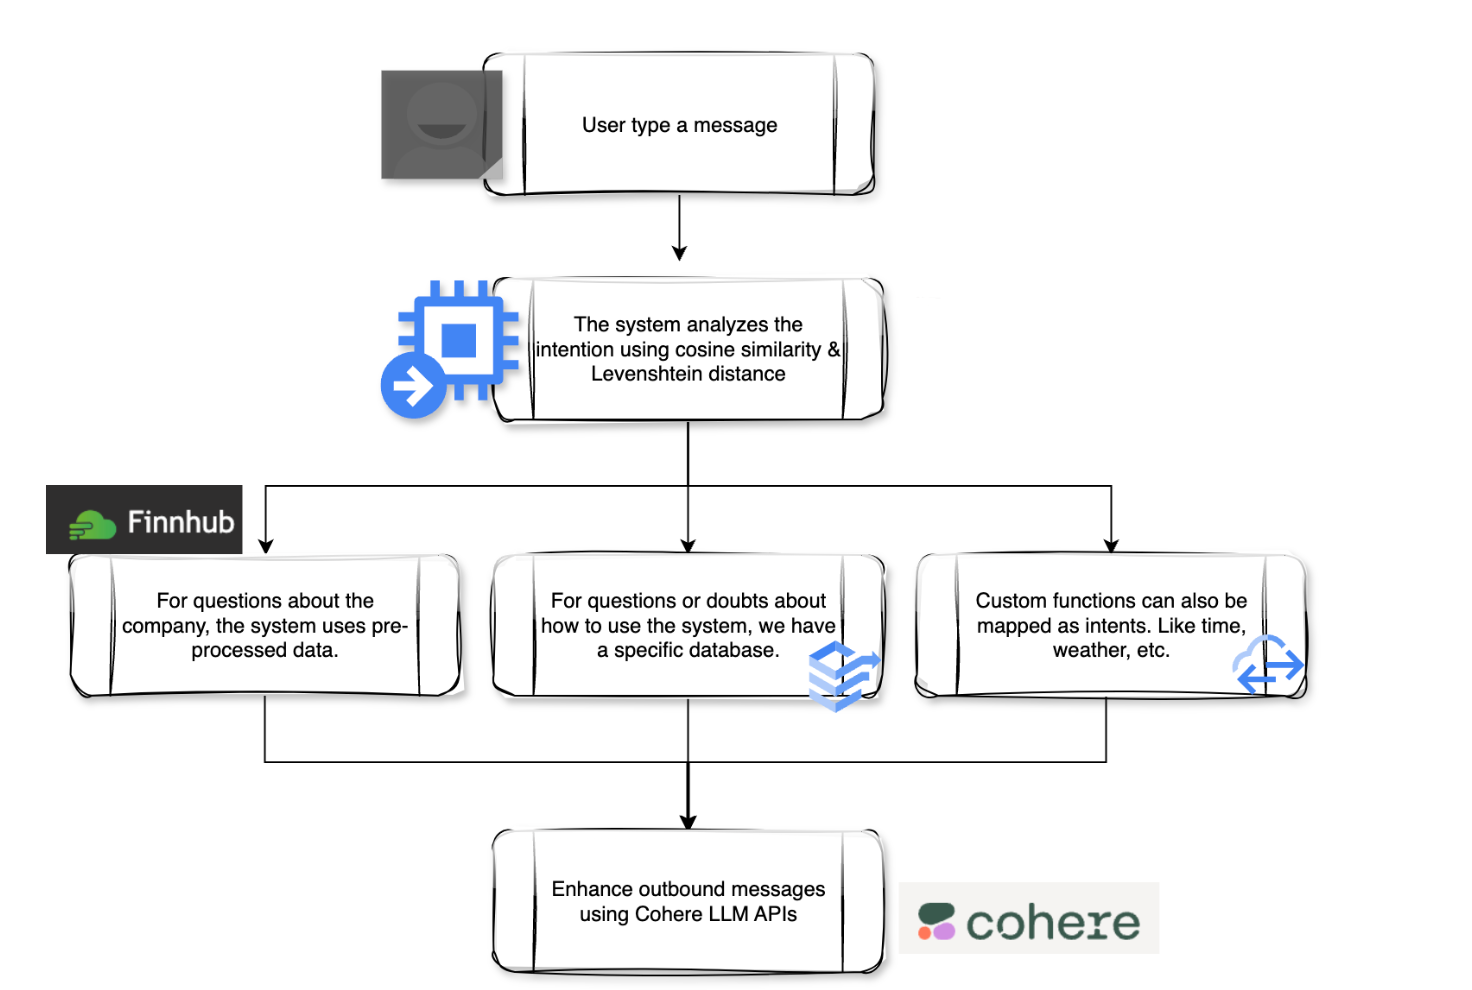 User type a message
The system analyzes the
intention using cosine similarity &
Levenshtein distance
Finnhub
For questions about the
company, the system uses pre-
processed data.
For questions or doubts about
how to use the system, we have
a specific database.
Custom functions can also be
mapped as intents. Like time,
weather, etc.
Enhance outbound messages
using Cohere LLM APIs
cohere